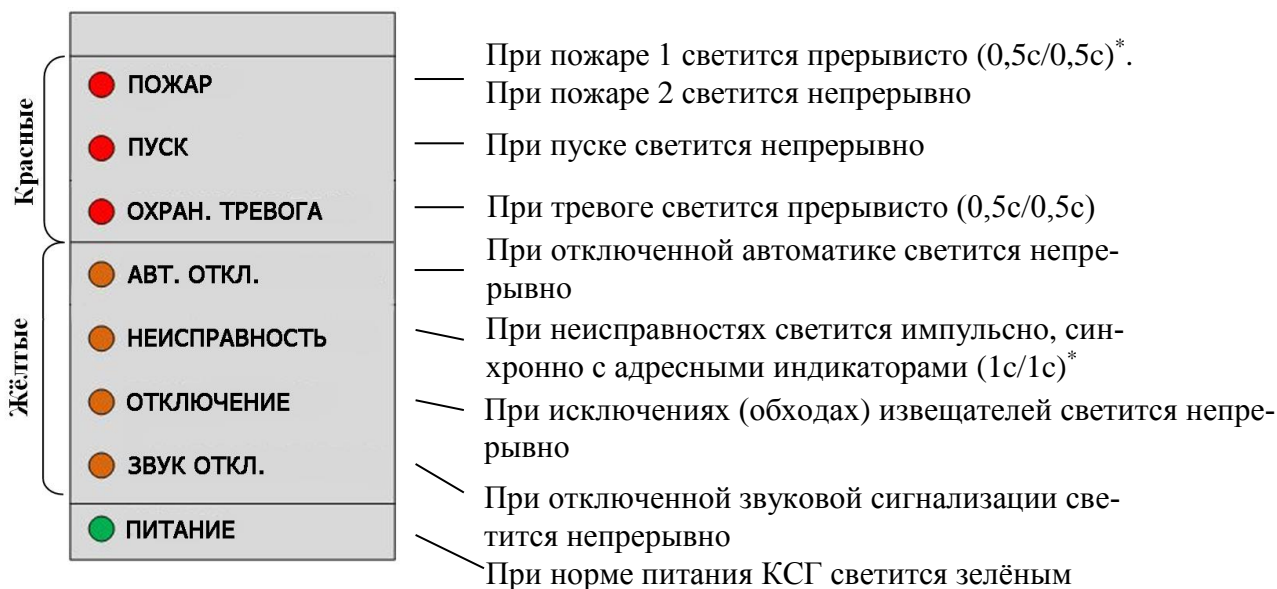 Красные
Жёлтые
ПОЖАР
ПУСК
ОХРАН. ТРЕВОГА
АВТ. ОТКЛ.
НЕИСПРАВНОСТЬ
ОТКЛЮЧЕНИЕ
ЗВУК ОТКЛ.
ПИТАНИЕ
При пожаре 1 светится прерывисто (0,5с/0,5с)*.
При пожаре 2 светится непрерывно
При пуске светится непрерывно
При тревоге светится прерывисто (0,5с/0,5с)
При отключенной автоматике светится непре-
рывно
При неисправностях светится импульсно, син-
хронно с адресными индикаторами (1с/1с)*
При исключениях (обходах) извещателей светится непре-
рывно
При отключенной звуковой сигнализации све-
тится непрерывно
При норме питания КСГ светится зелёным